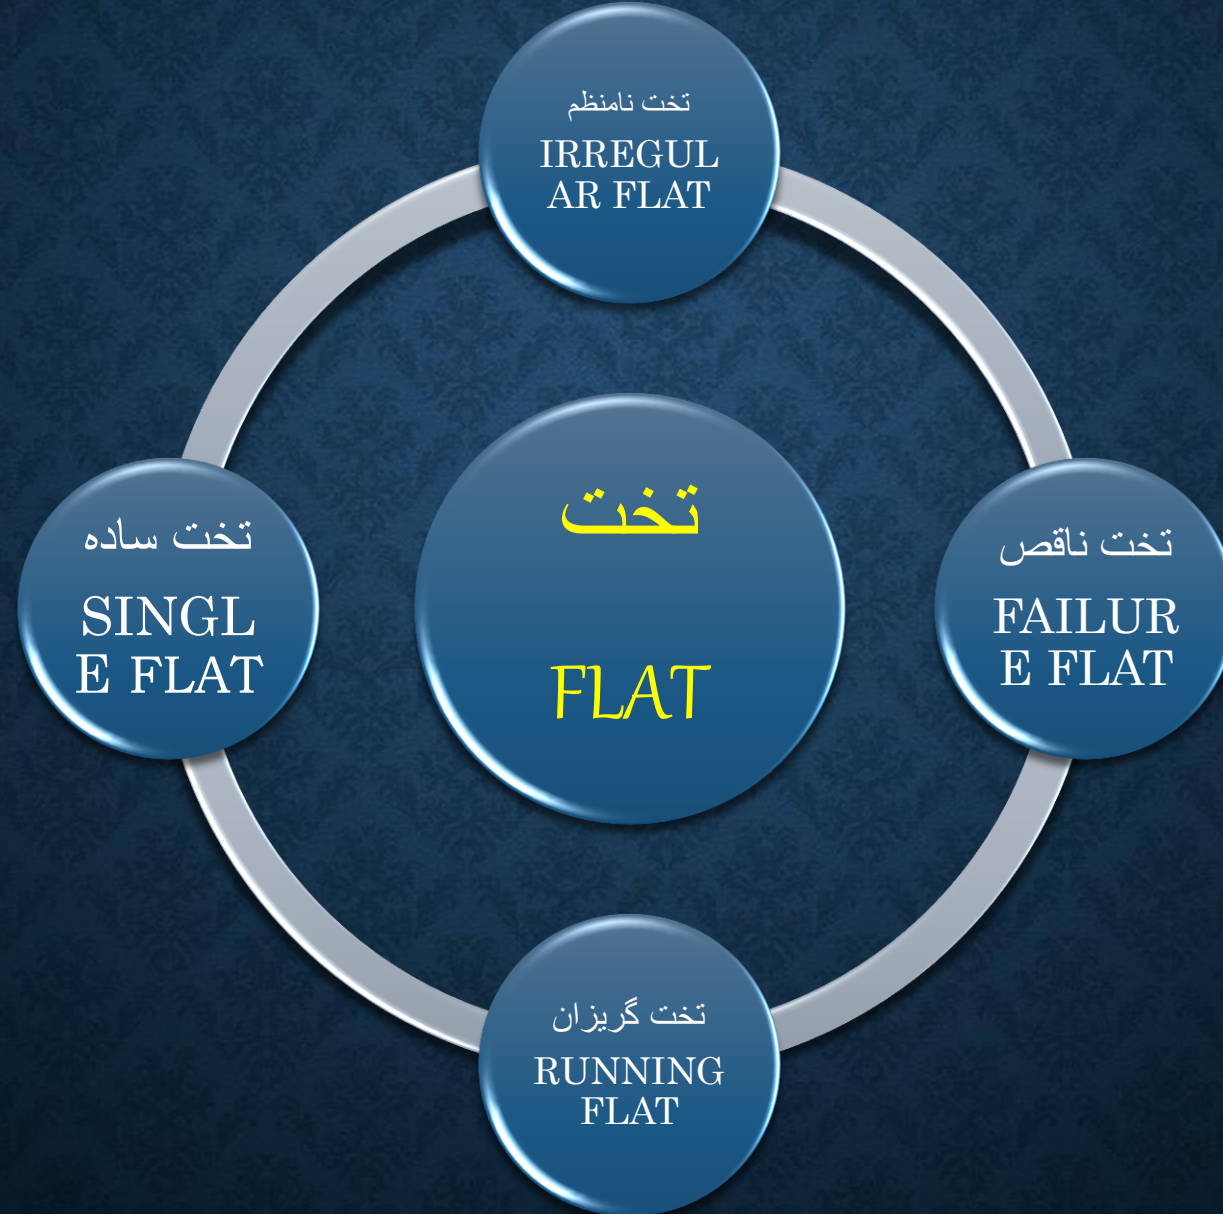 تخت نامنظم
IRREGUL
AR FLAT
تخت
FLAT
تخت ساده
SINGL
E FLAT
تخت ناقص
FAILUR
E FLAT
تخت گریزان
RUNNING
FLAT